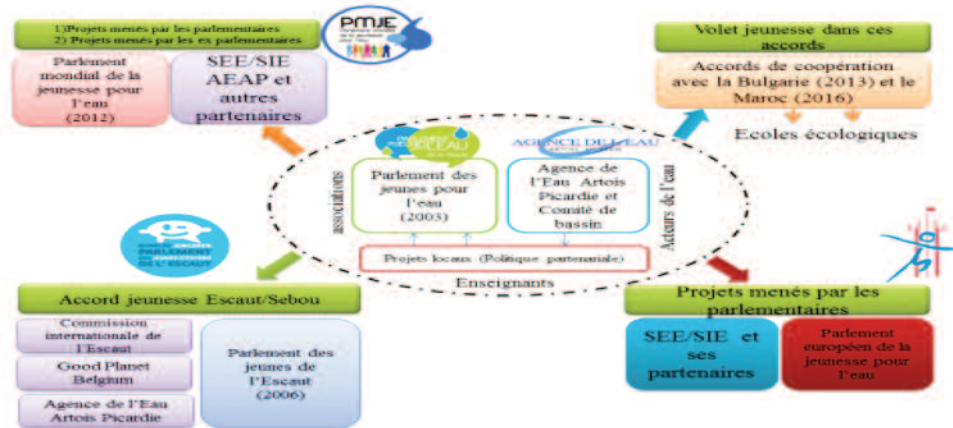 1)Projets menés par les parlementaires
2) Projets menés par les ex parlementaires
PMJE
Parlement
mondial de la
jeunesse pour
l'eau
(2012)
SEE/SIE
AEAP et
autres
partenaires
Volet jeunesse dans ces
accords
Accords de coopération
avec la Bulgarie (2013) et le
Maroc (2016)
Ecoles écologiques
associations
Parlement des
jeunes pour
l'eau
(2003)
AGENCE DE L'EAU
Agence de
l'Eau Artois
Picardie et
Comité de
bassin
Acteurs de l'eau
Projets locaux (Politique partenariale)
Enseignants
PARLEMENT
DE L'ESCAUT
Accord jeunesse Escaut/Sebou
Commission
internationale de
l'Escaut
Good Planet
Belgium
Agence de l'Eau
Artois Picardie
Parlement des
jeunes de
l'Escaut
(2006)
Projets menés par les
parlementaires
SEE/SIE et
ses
partenaires
Parlement
européen de la
jeunesse pour
l'eau